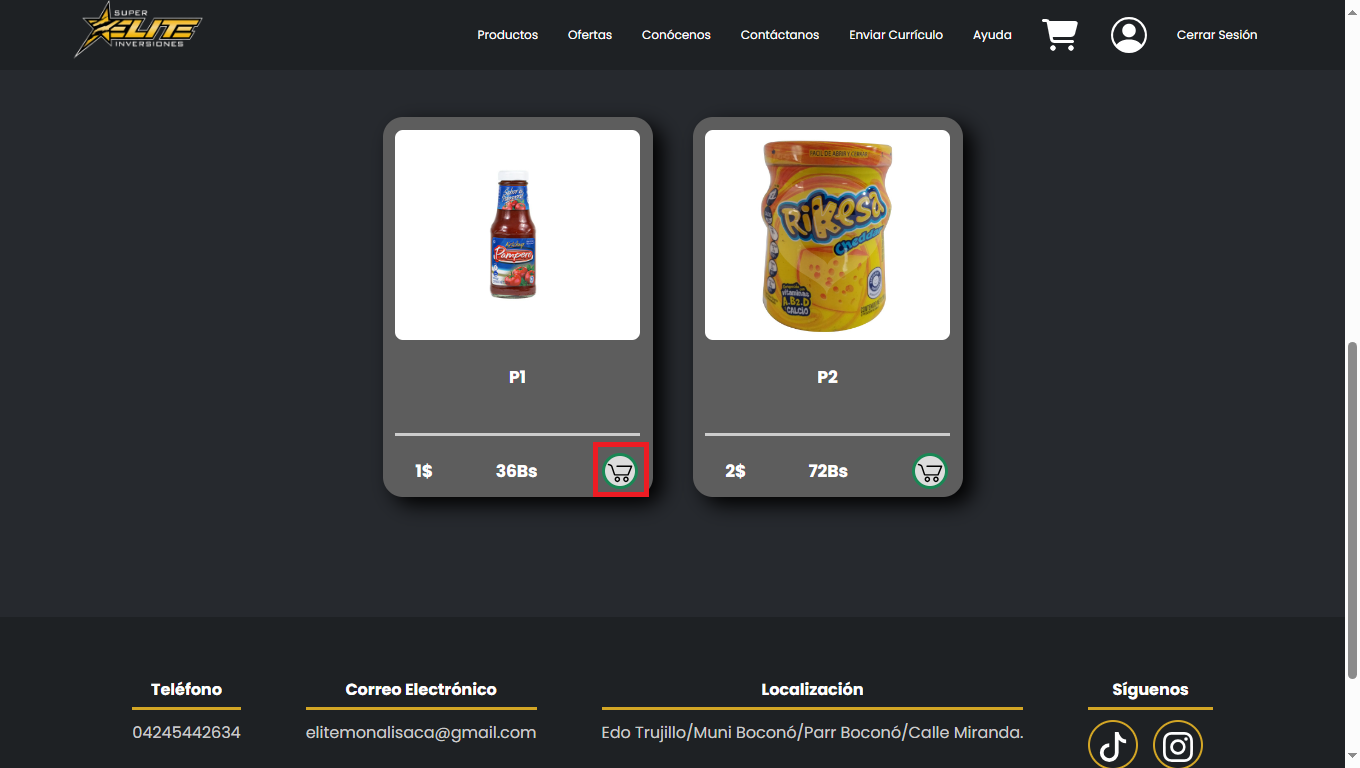 SUPER
ELITE
INVERSIONES
Productos Ofertas Conócenos Contáctanos Enviar Currículo Ayuda Cerrar Sesión
Pampero
RiKesa
Cheddar
A,B2,D
CALCIO
P1 P2
1$ 36Bs 2$ 72Bs
Teléfono Correo Electrónico Localización Síguenos
04245442634 elitemonalisaca@gmail.com Edo Trujillo/Muni Boconó/Parr Boconó/Calle Miranda.